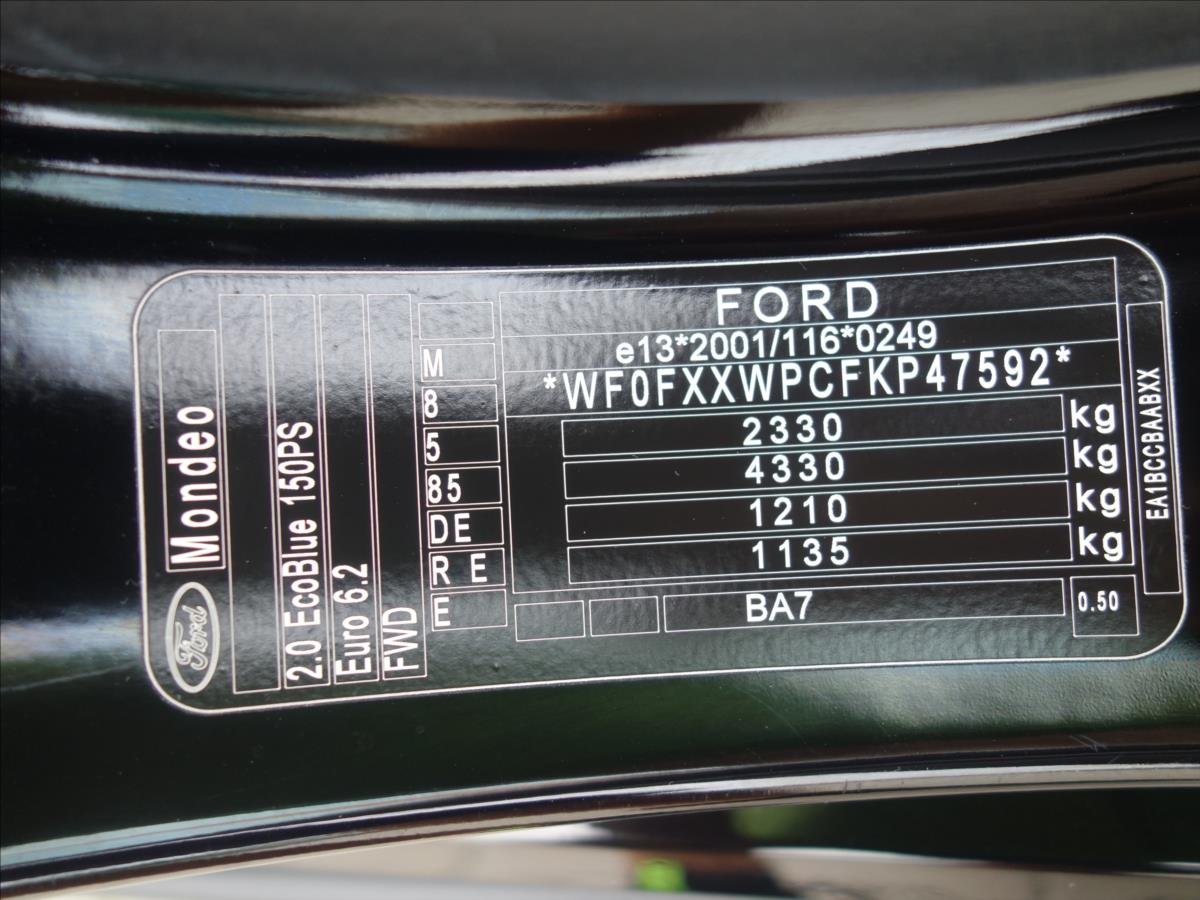 FORD
e13*2001/116*0249
*WF0FXXWPCFKP47592*
2330 kg
4330 kg
1210 kg
1135 kg
BA7
0.50
EA1BCCBAABXX
M
8
5
85
DE
R E
E
Ford
Mondeo
2.0 EcoBlue 150PS
Euro 6.2
FWD